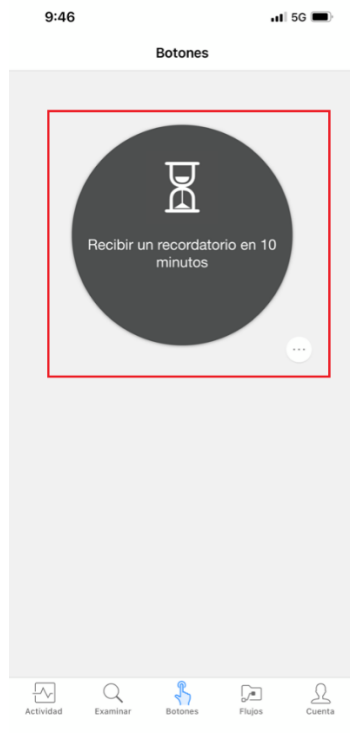 9:46
5G
Botones
Recibir un recordatorio en 10
minutos
Actividad
Examinar
Botones
Flujos
Cuenta